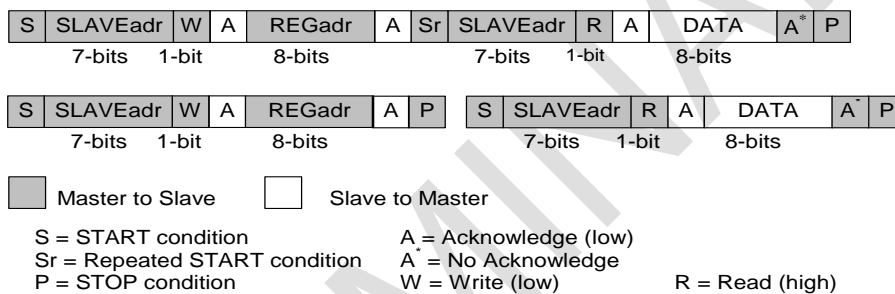 S SLAVEadr W A REGadr A Sr SLAVEadr R A DATA A* P
7-bits 1-bit 8-bits 7-bits 1-bit 8-bits
S SLAVEadr W A REGadr A P S SLAVEadr R A DATA A* P
7-bits 1-bit 8-bits 7-bits 1-bit 8-bits
Master to Slave Slave to Master
S = START condition A = Acknowledge (low)
Sr = Repeated START condition A* = No Acknowledge
P = STOP condition W = Write (low) R = Read (high)